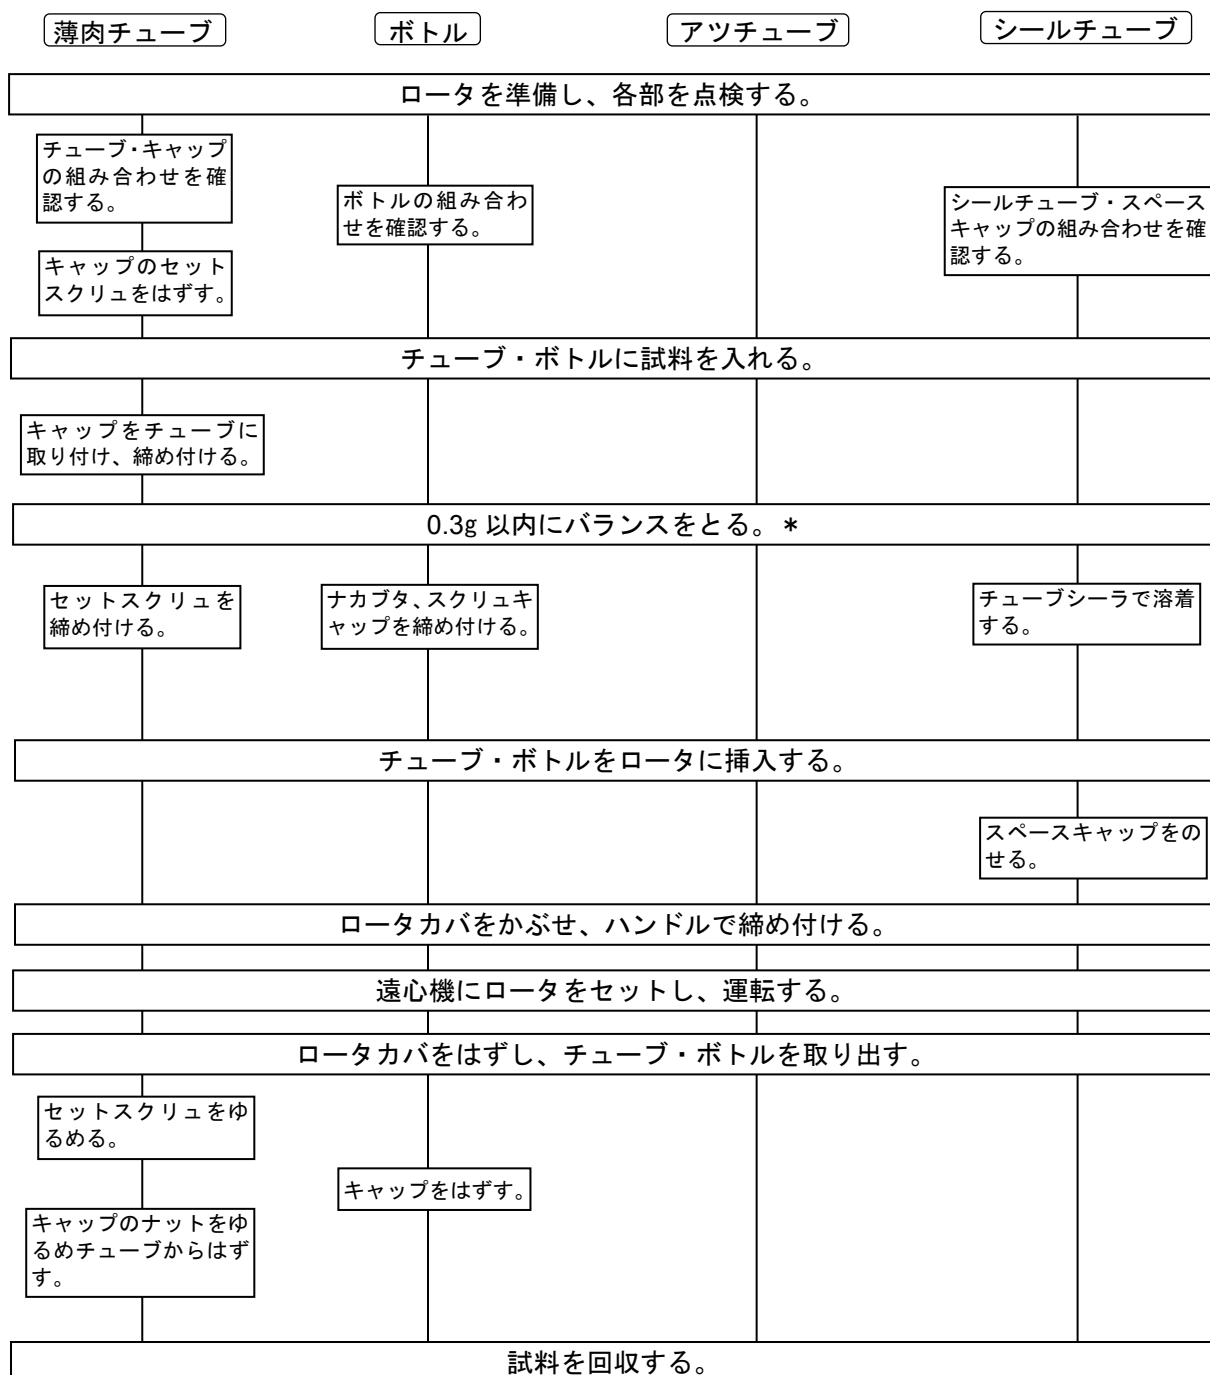 薄肉チューブ
ボトル
アツチューブ
シールチューブ
ロータを準備し、各部を点検する。
チューブ・キャップ
の組み合わせを確
認する。
ボトルの組み合わ
せを確認する。
シールチューブ・スペース
キャップの組み合わせを確
認する。
キャップのセット
スクリュをはずす。
チューブ・ボトルに試料を入れる。
キャップをチューブに
取り付け、締め付ける。
0.3g 以内にバランスをとる。*
セットスクリュを
締め付ける。
ナカブタ、スクリュキ
ャップを締め付ける。
チューブシーラで溶着
する。
チューブ・ボトルをロータに挿入する。
スペースキャップをの
せる。
ロータカバをかぶせ、ハンドルで締め付ける。
遠心機にロータをセットし、運転する。
ロータカバをはずし、チューブ・ボトルを取り出す。
セットスクリュをゆ
るめる。
キャップをはずす。
キャップのナットをゆ
るめチューブからはず
す。
試料を回収する。